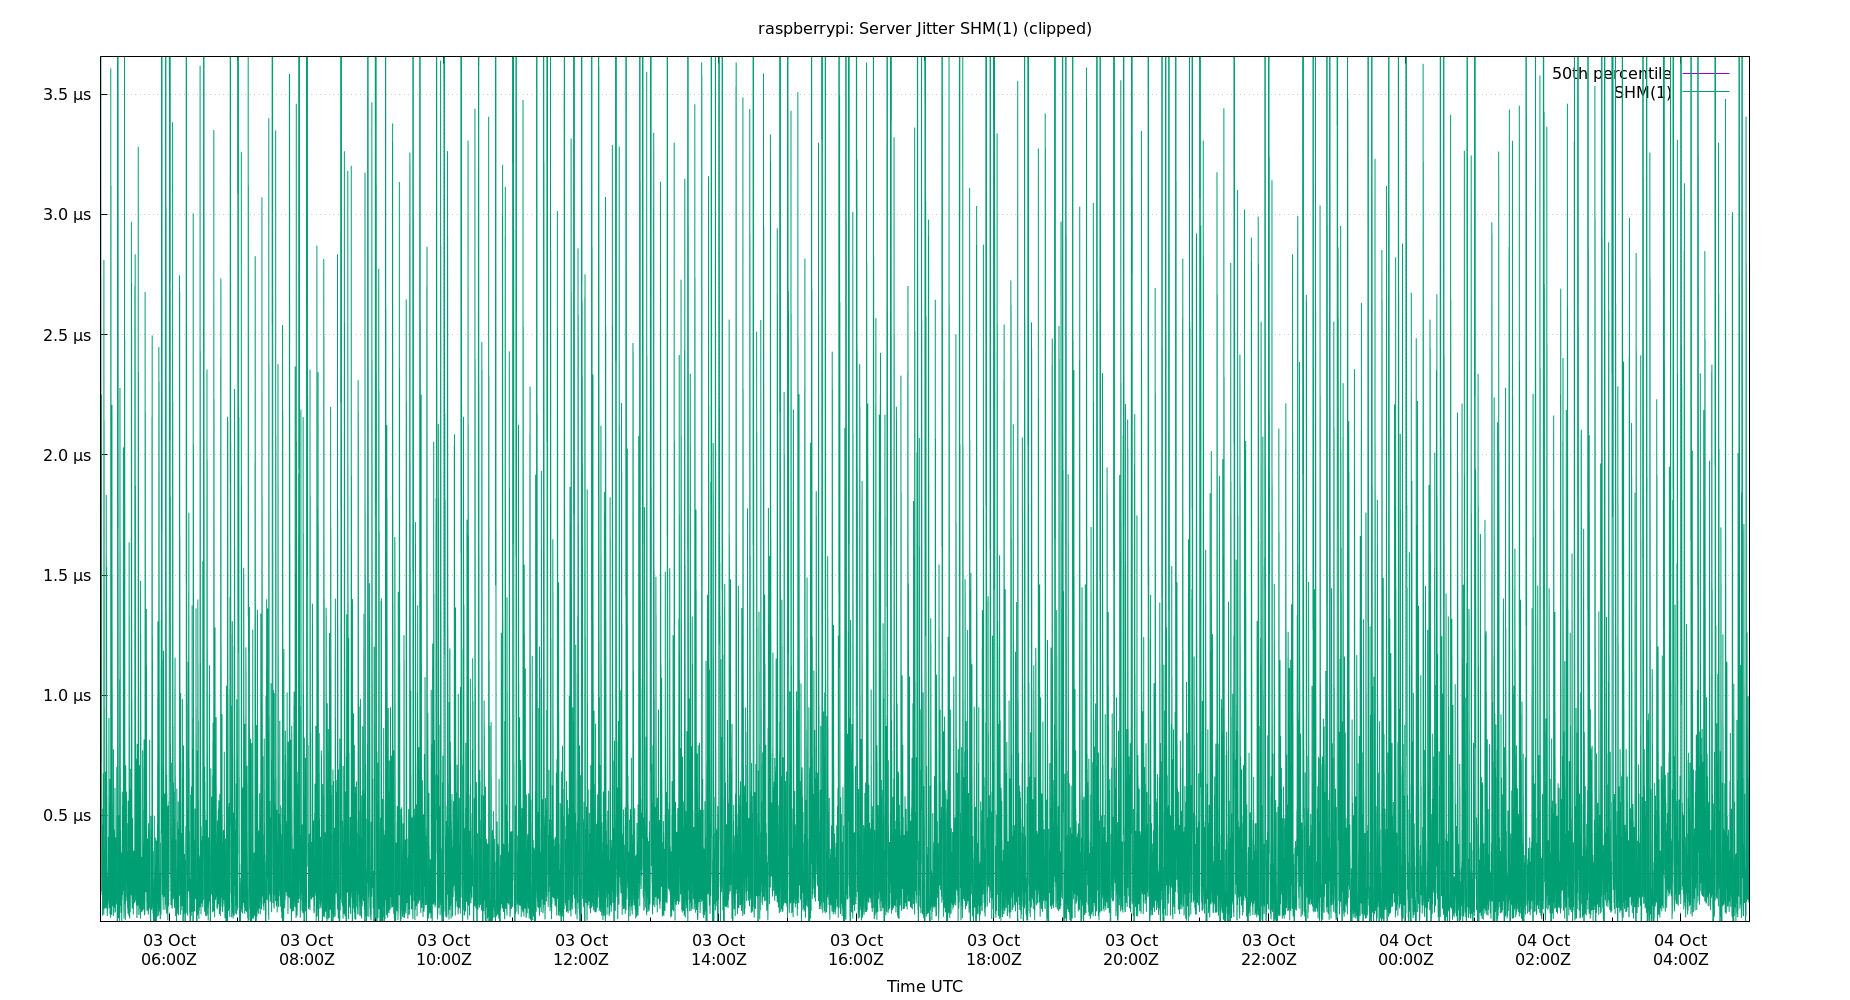 raspberrypi: Server Jitter SHM(1) (clipped)
50th percentile
SHM(1)
3.5 μs
3.0 μs
2.5 μs
2.0 μs
1.5 μs
1.0 μs
0.5 μs
03 Oct 03 Oct 03 Oct 03 Oct 03 Oct 03 Oct 03 Oct 03 Oct 03 Oct 04 Oct 04 Oct 04 Oct
06:00Z 08:00Z 10:00Z 12:00Z 14:00Z 16:00Z 18:00Z 20:00Z 22:00Z 00:00Z 02:00Z 04:00Z
Time UTC